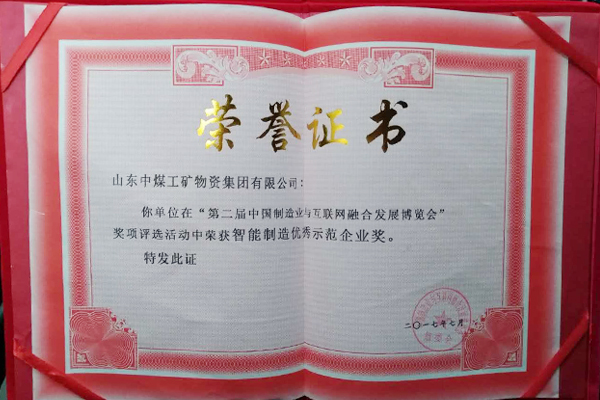 荣誉证书
山东中煤工矿物资集团有限公司：
你单位在“第二届中国制造业与互联网融合发展博览会”
奖项评选活动中荣获智能制造优秀示范企业奖。
特发此证
二〇一七年七月
组委会